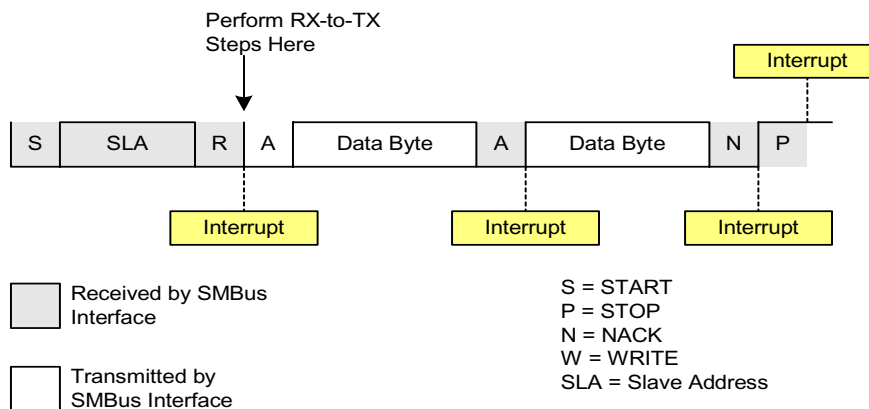 Perform RX-to-TX
Steps Here
Interrupt
S SLA R A Data Byte A Data Byte N P
Interrupt Interrupt Interrupt
Received by SMBus
Interface
Transmitted by
SMBus Interface
S = START
P = STOP
N = NACK
W = WRITE
SLA = Slave Address